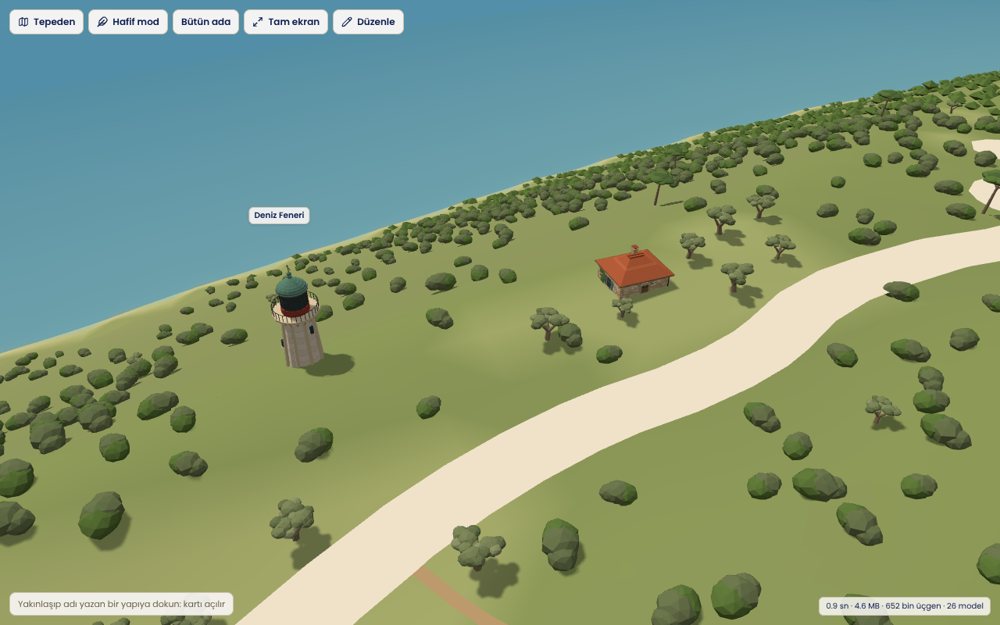 Tepeden
Hafif mod
Bütün ada
Tam ekran
Düzenle
Deniz Feneri
Yakınlaşıp adı yazan bir yapıya dokun: kartı açılır
0.9 sn · 4.6 MB · 652 bin üçgen · 26 model